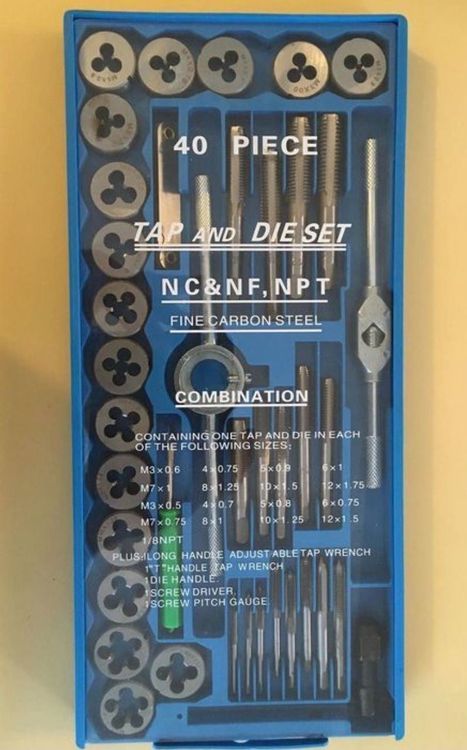 40 PIECE
TAP AND DIE SET
NC&NF, NPT
FINE CARBON STEEL
COMBINATION
CONTAINING ONE TAP AND DIE IN EACH
OF THE FOLLOWING SIZES:
M3×0.6 4×0.75 5×0.9 6×1
M7×1 8×1.25 10×1.5 12×1.75
M3×0.5 4×0.7 5×0.8 6×0.75
M7×0.75 8×1 10×1.25 12×1.5
1/8NPT
PLUS:1LONG HANDLE ADJUSTABLE TAP WRENCH
1"T"HANDLE TAP WRENCH
1DIE HANDLE.
1SCREW DRIVER.
1SCREW PITCH GAUGE